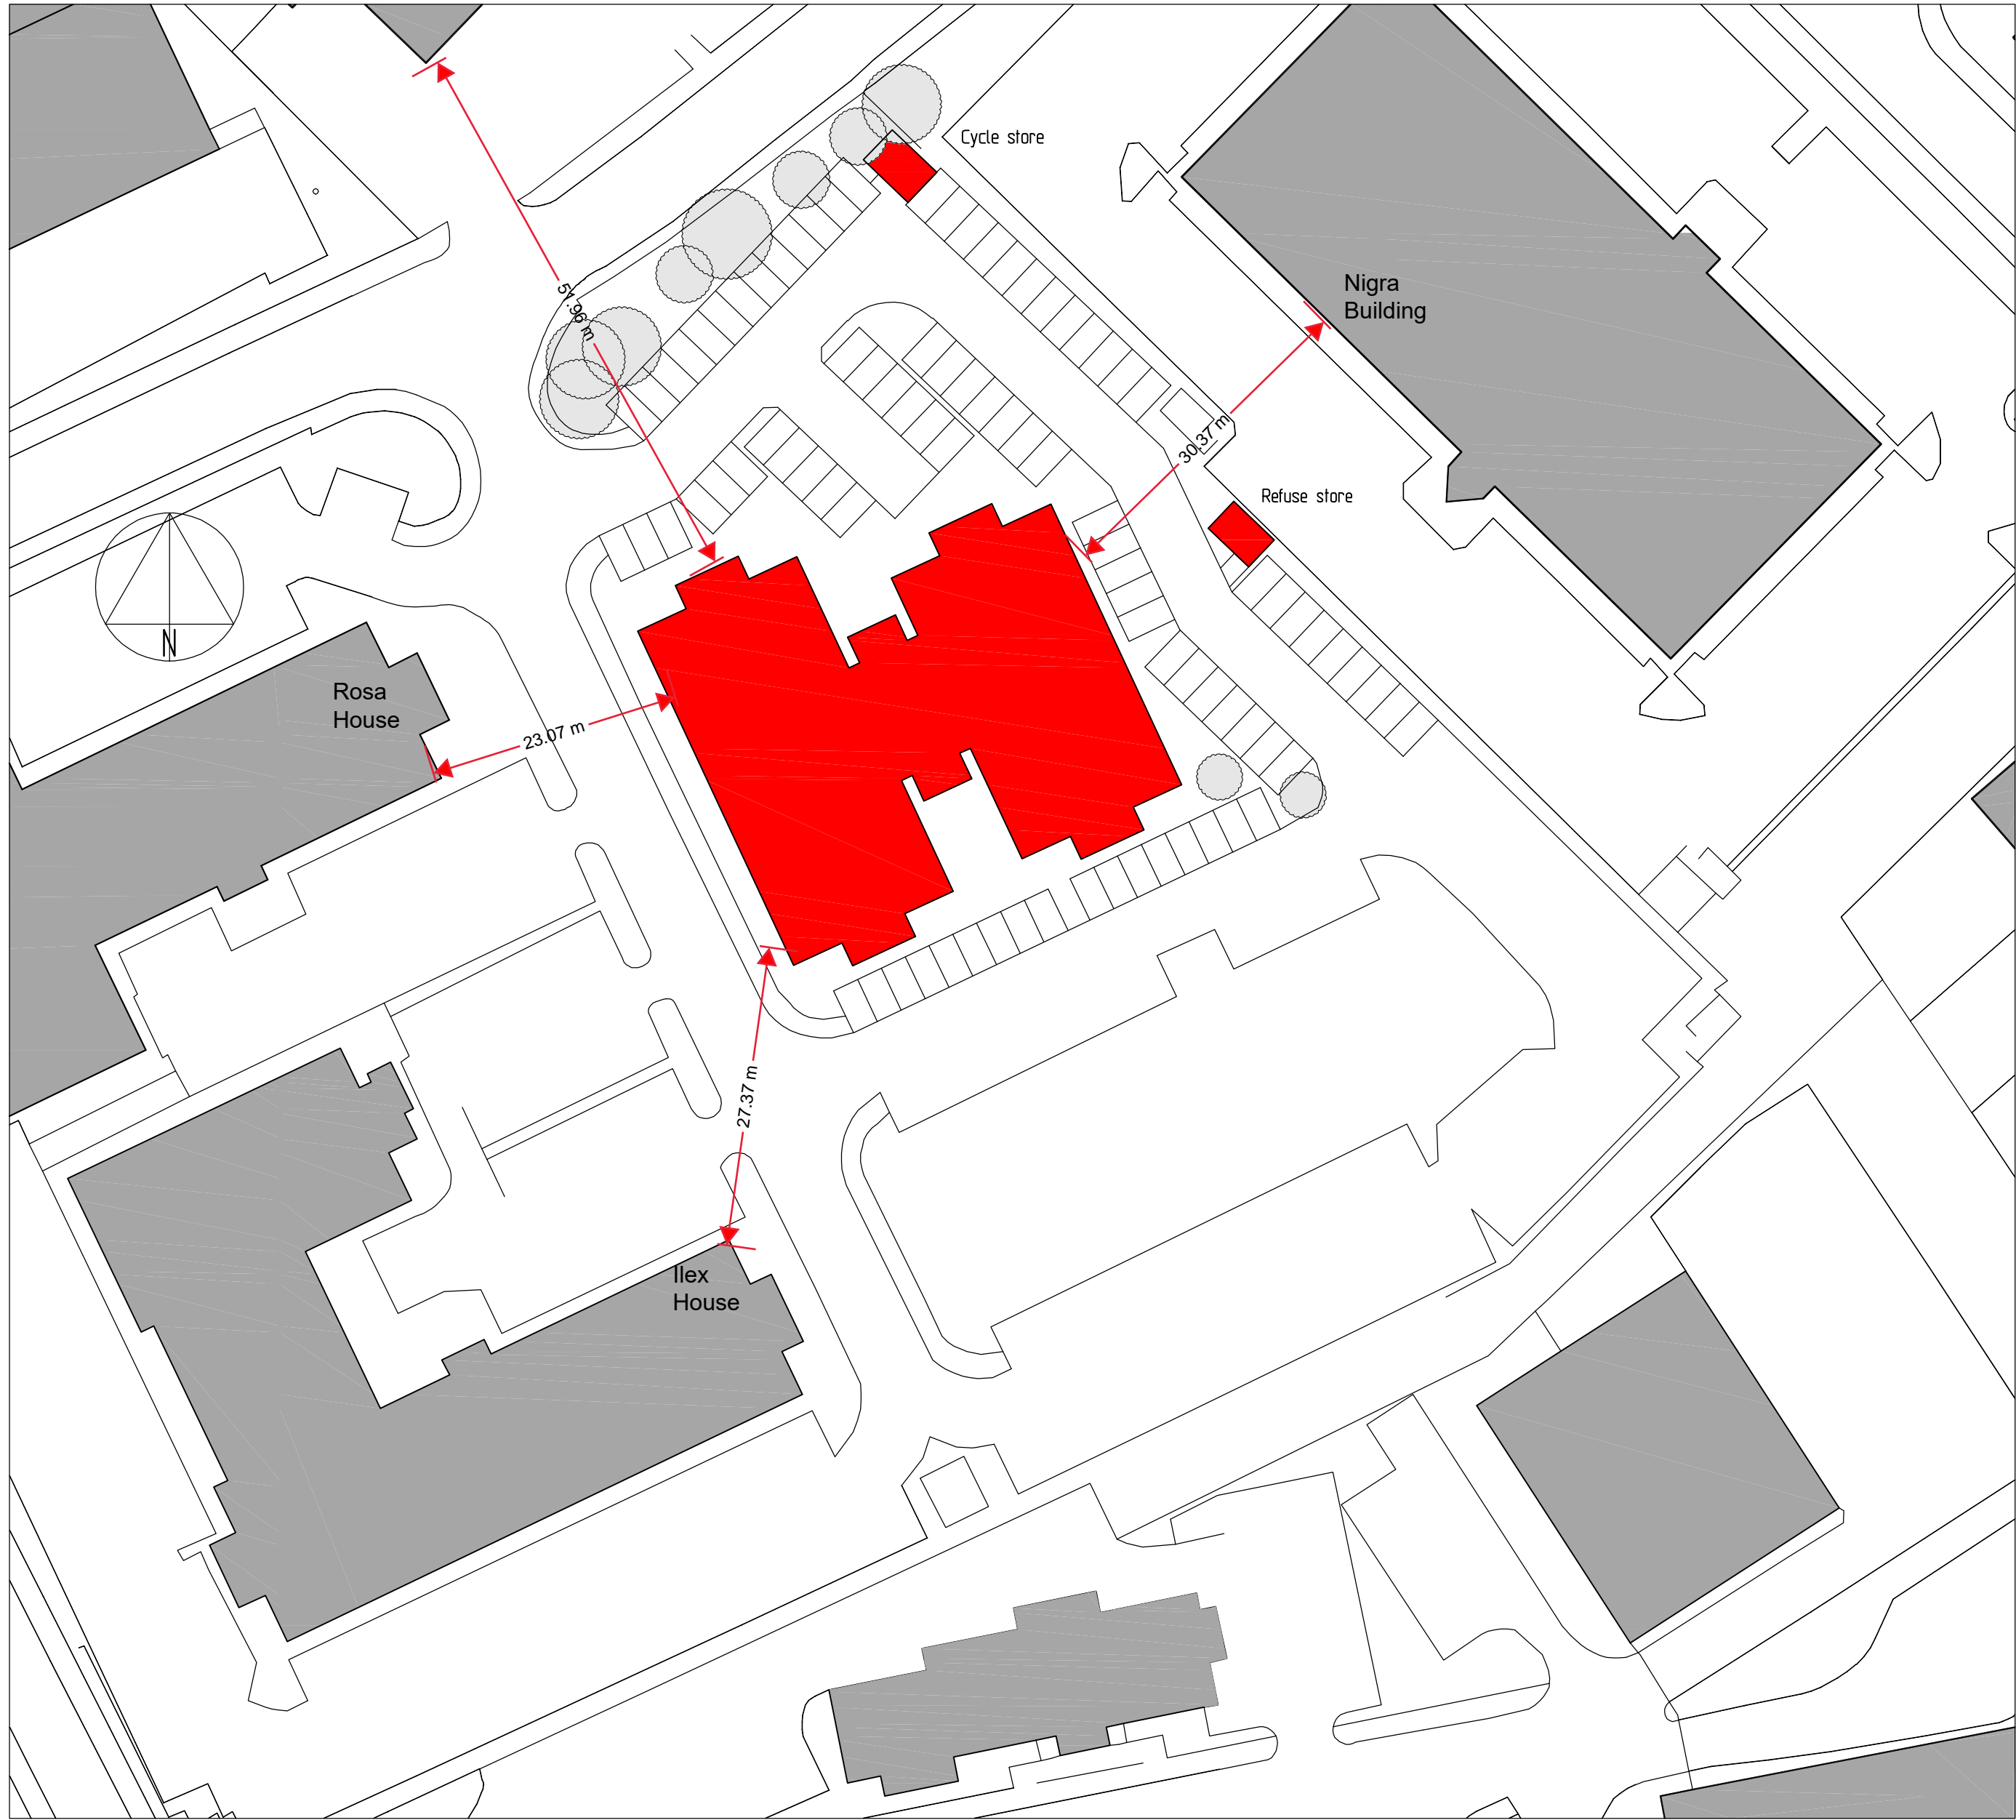 Cycle store
Nigra
Building
51.96 m
30.37 m
Refuse store
N
Rosa
House
23.07 m
27.37 m
Ilex
House